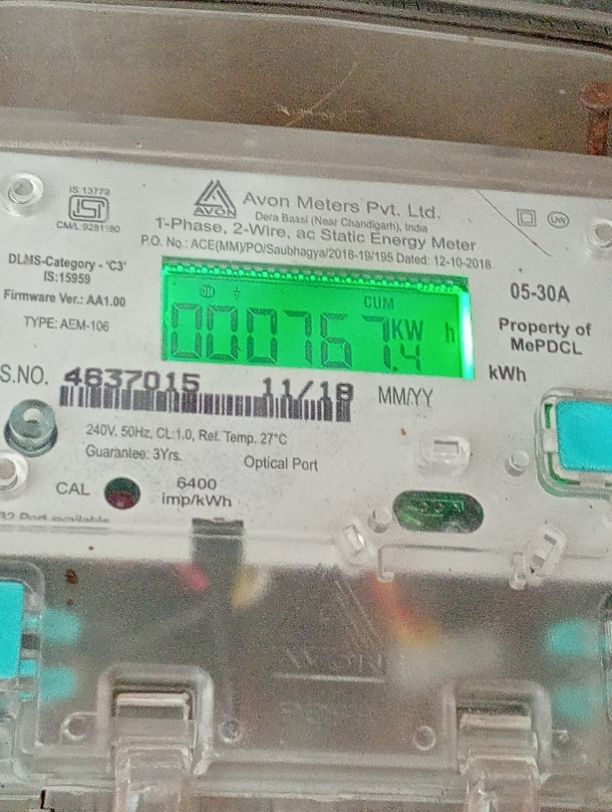 IS 13779
ISI
CM/L 9281180
AVON
Avon Meters Pvt. Ltd.
Dera Bassi (Near Chandigarh), India
1-Phase, 2-Wire, ac Static Energy Meter
P.O. No.: ACE(MM)/PO/Saubhagya/2018-19/195 Dated: 12-10-2018
DLMS-Category - 'C3'
IS:15959
Firmware Ver.: AA1.00
TYPE: AEM-106
CUM
000767.4 KW h
05-30A
Property of
MePDCL
kWh
S.NO. 4637015 11/18 MM/YY
240V. 50Hz, CL:1.0, Ref. Temp. 27°C
Guarantee: 3Yrs.
Optical Port
CAL
6400
imp/kWh
Port available